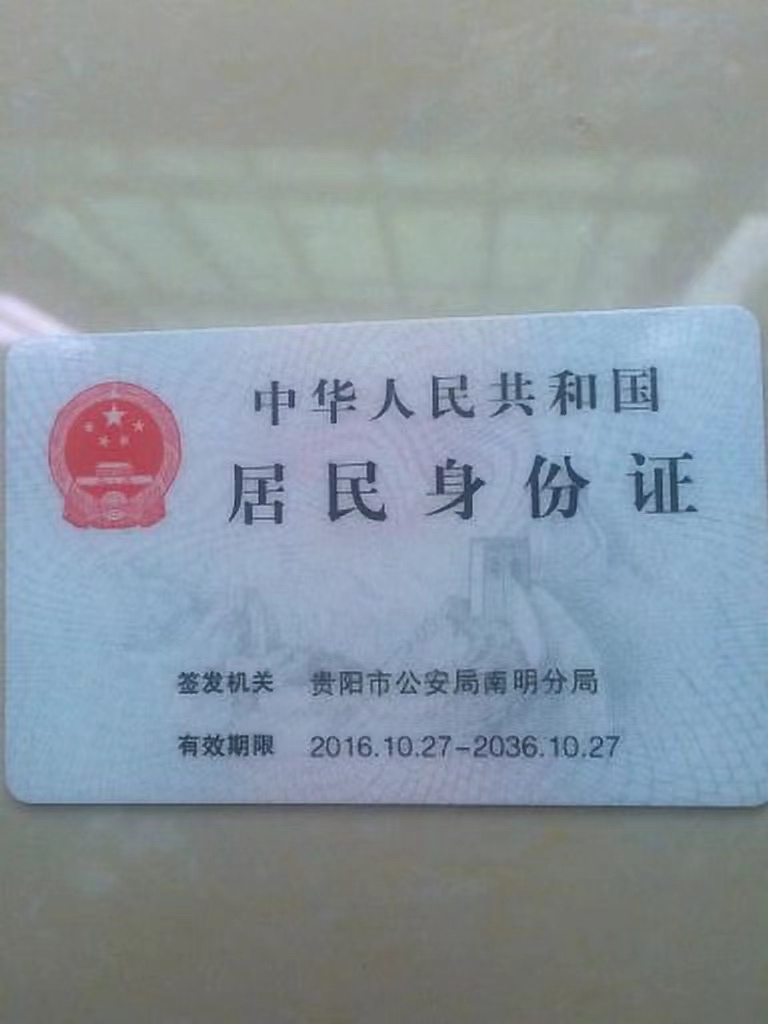 中华人民共和国
居民身份证
签发机关 贵阳市公安局南明分局
有效期限 2016.10.27-2036.10.27